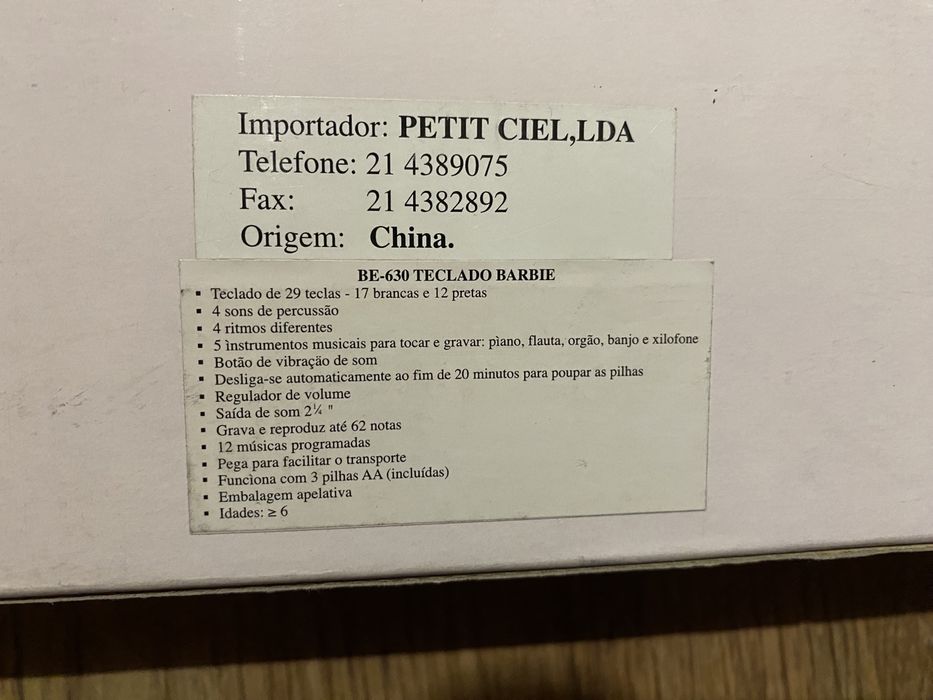 Importador: PETIT CIEL,LDA
Telefone: 21 4389075
Fax: 21 4382892
Origem: China.
BE-630 TECLADO BARBIE
▪ Teclado de 29 teclas - 17 brancas e 12 pretas
▪ 4 sons de percussão
▪ 4 ritmos diferentes
▪ 5 instrumentos musicais para tocar e gravar: piano, flauta, orgão, banjo e xilofone
▪ Botão de vibração de som
▪ Desliga-se automaticamente ao fim de 20 minutos para poupar as pilhas
▪ Regulador de volume
▪ Saída de som 2¼ "
▪ Grava e reproduz até 62 notas
▪ 12 músicas programadas
▪ Pega para facilitar o transporte
▪ Funciona com 3 pilhas AA (incluídas)
▪ Embalagem apelativa
▪ Idades: ≥ 6